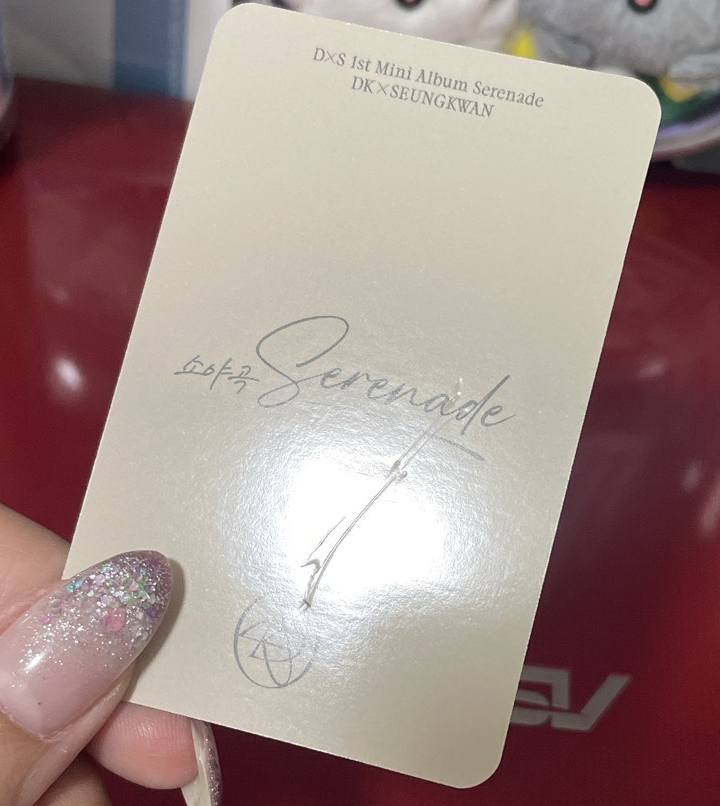 D×S 1st Mini Album Serenade
DK×SEUNGKWAN
소야곡 Serenade